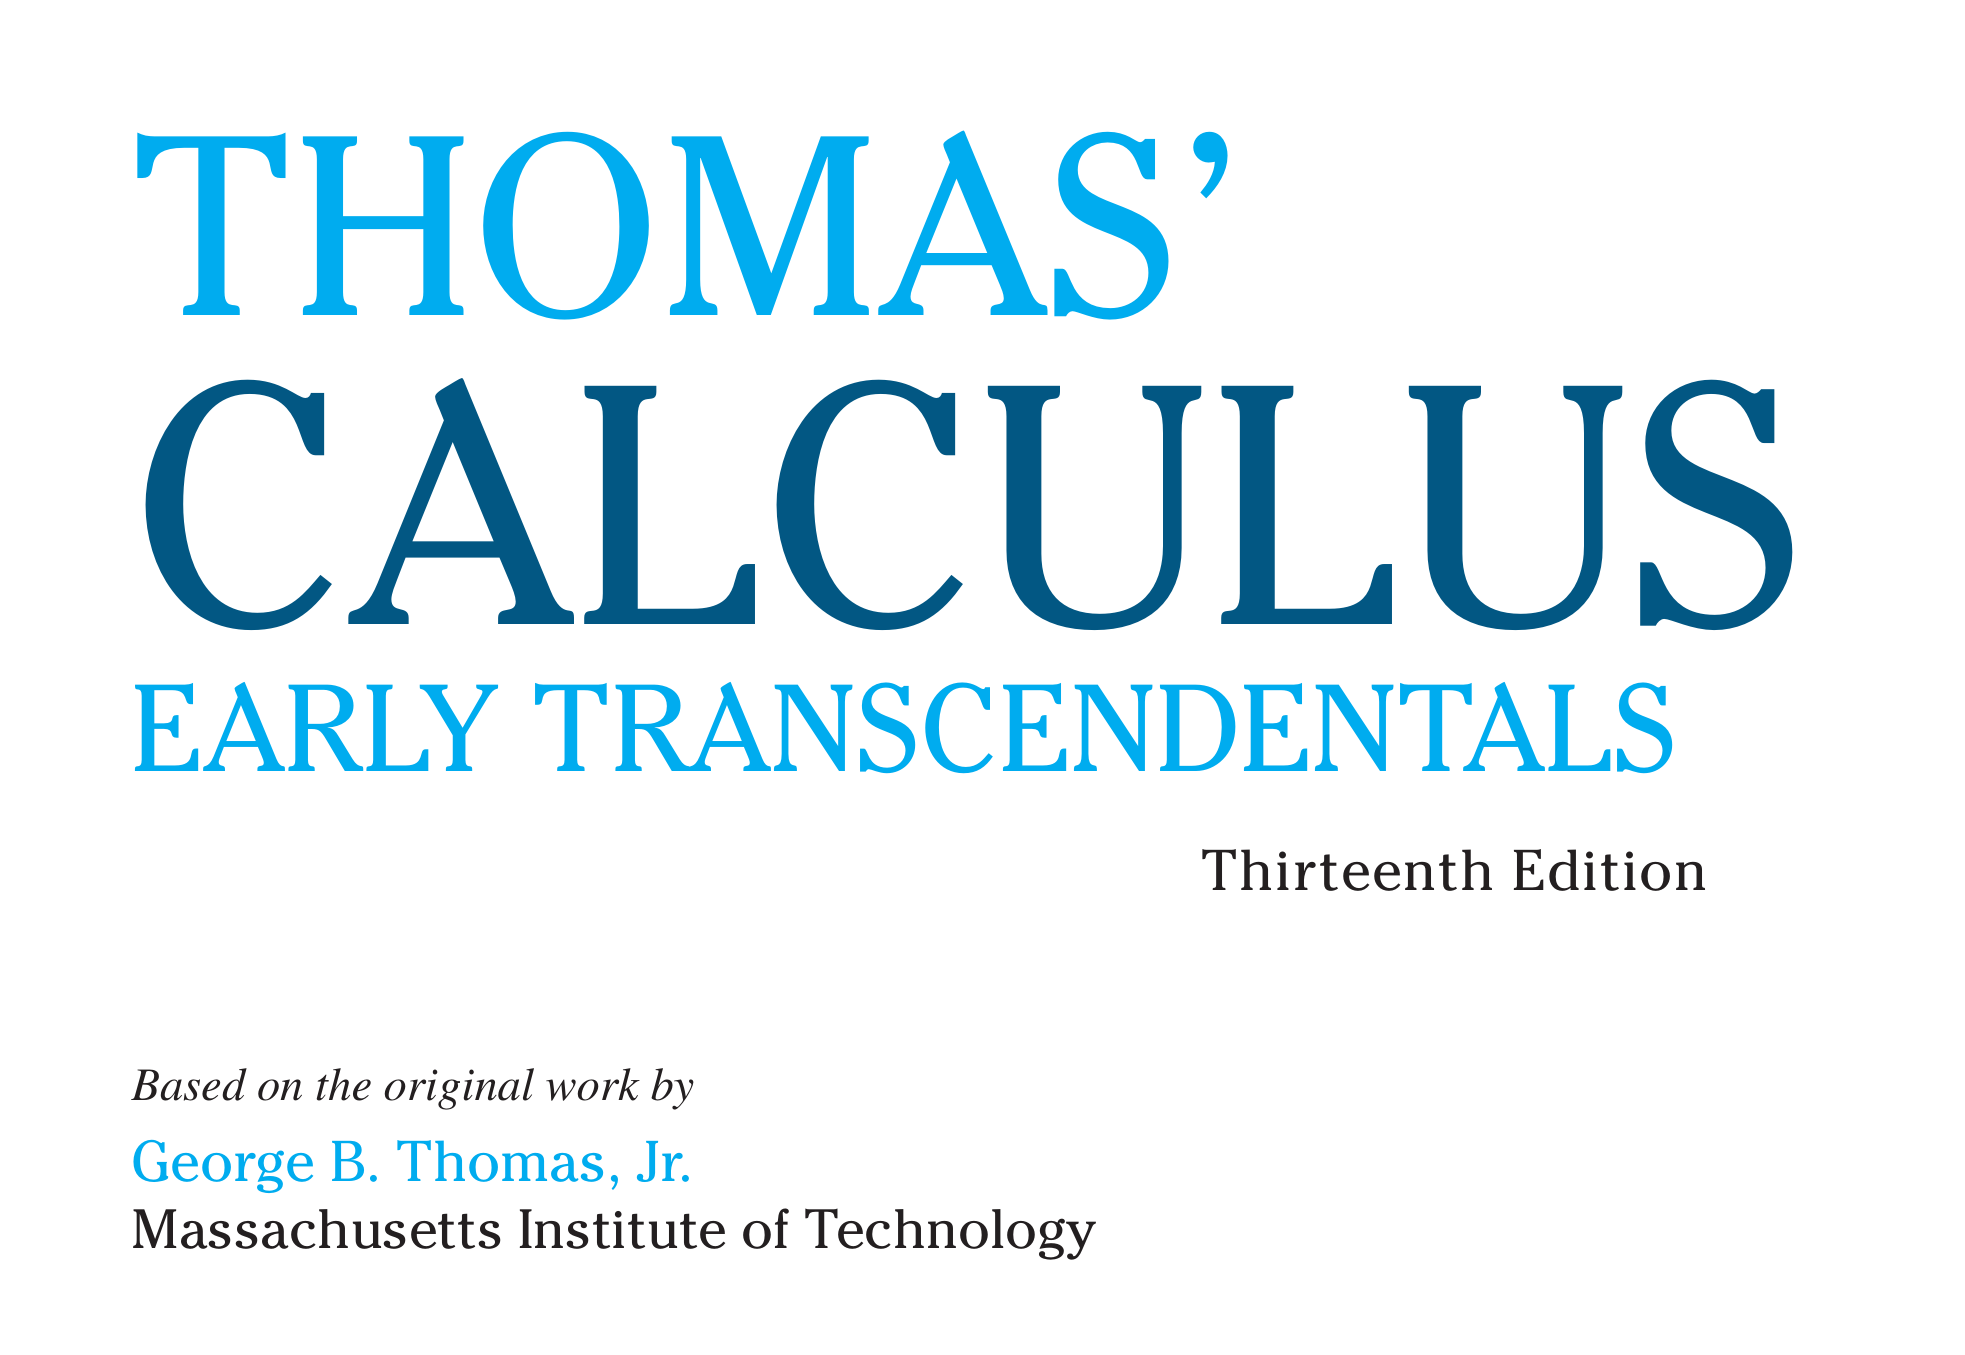 THOMAS’
CALCULUS
EARLY TRANSCENDENTALS
Thirteenth Edition
Based on the original work by
George B. Thomas, Jr.
Massachusetts Institute of Technology